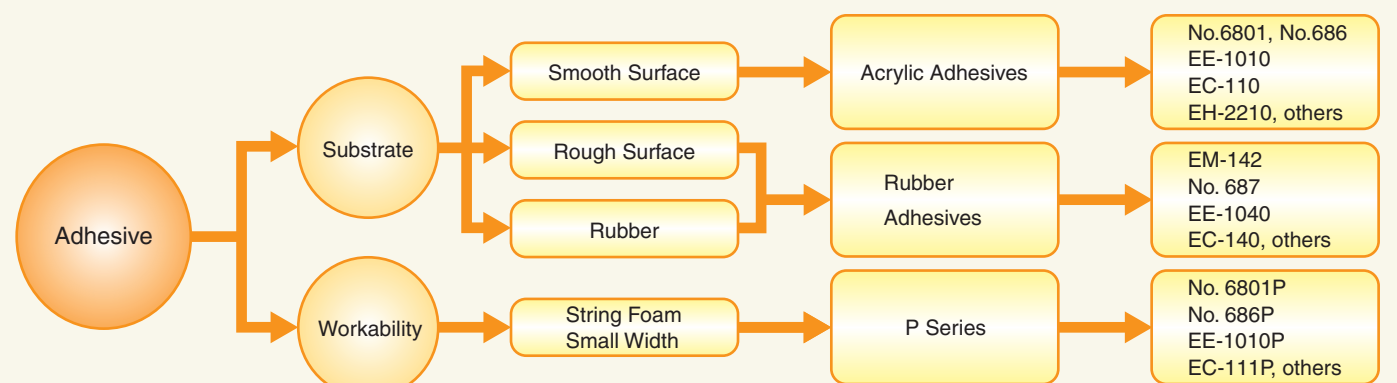 Adhesive
Substrate
Workability
Smooth Surface
Rough Surface
Rubber
String Foam
Small Width
Acrylic Adhesives
Rubber
Adhesives
P Series
No.6801, No.686
EE-1010
EC-110
EH-2210, others
EM-142
No. 687
EE-1040
EC-140, others
No. 6801P
No. 686P
EE-1010P
EC-111P, others